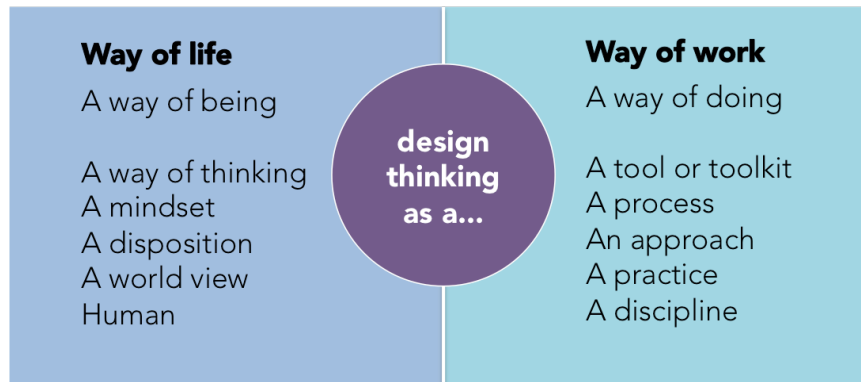 Way of life
A way of being
A way of thinking
A mindset
A disposition
A world view
Human
design
thinking
as a...
Way of work
A way of doing
A tool or toolkit
A process
An approach
A practice
A discipline